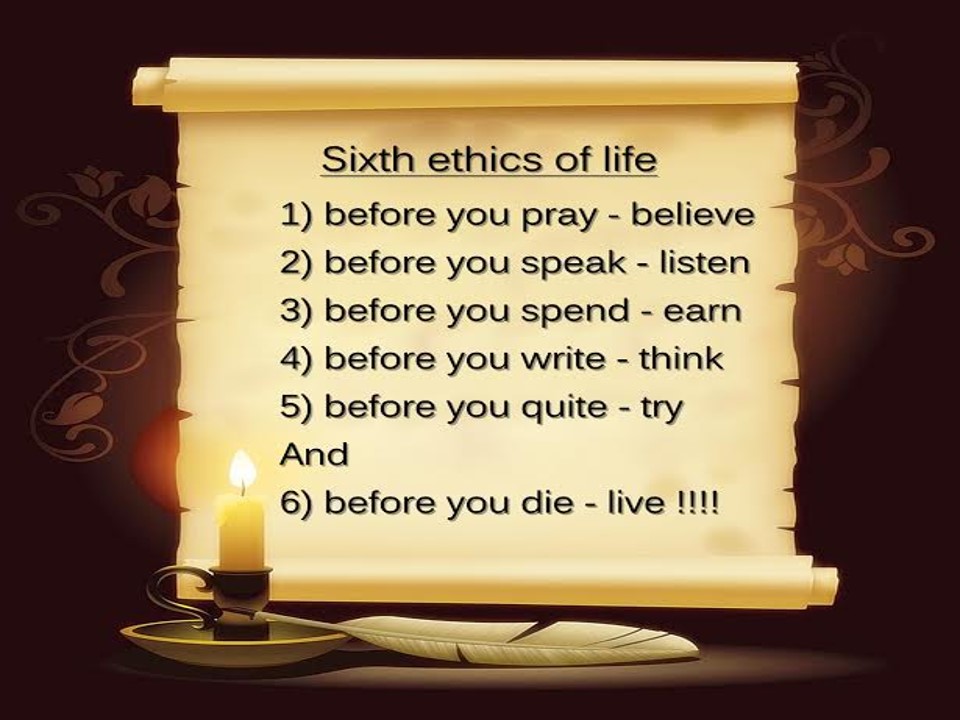 Sixth ethics of life
1) before you pray - believe
2) before you speak - listen
3) before you spend - earn
4) before you write - think
5) before you quite - try
And
6) before you die - live !!!!